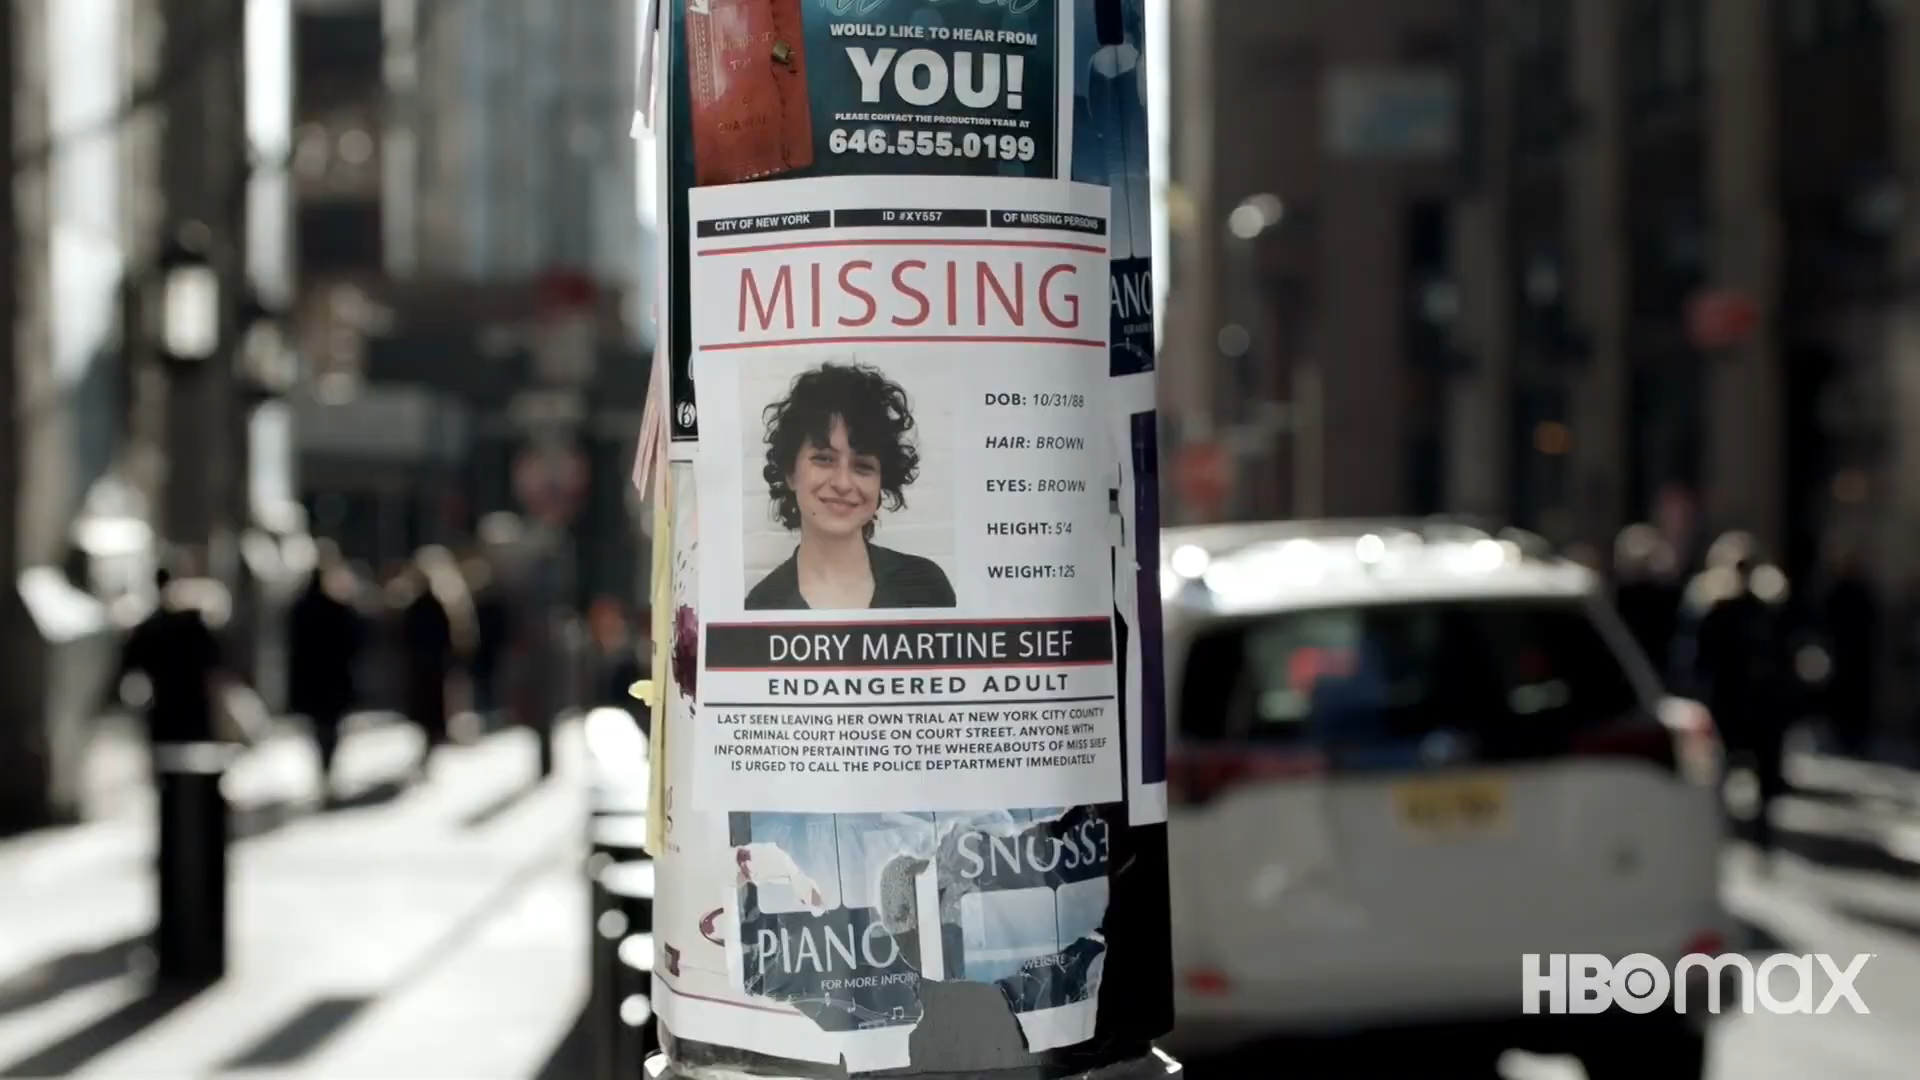 WOULD LIKE TO HEAR FROM
YOU!
PLEASE CONTACT THE PRODUCTION TEAM AT
646.555.0199
CITY OF NEW YORK
ID #XY557
OF MISSING PERSONS
MISSING
DOB: 10/31/88
HAIR: BROWN
EYES: BROWN
HEIGHT: 5'4
WEIGHT: 125
DORY MARTINE SIEF
ENDANGERED ADULT
LAST SEEN LEAVING HER OWN TRIAL AT NEW YORK CITY COUNTY
CRIMINAL COURT HOUSE ON COURT STREET. ANYONE WITH
INFORMATION PERTAINTING TO THE WHEREABOUTS OF MISS SIEF
IS URGED TO CALL THE POLICE DEPTARTMENT IMMEDIATELY
ANO
ESSONS
PIANO
FOR MORE INFOR
WEBSITE
HBOMAX